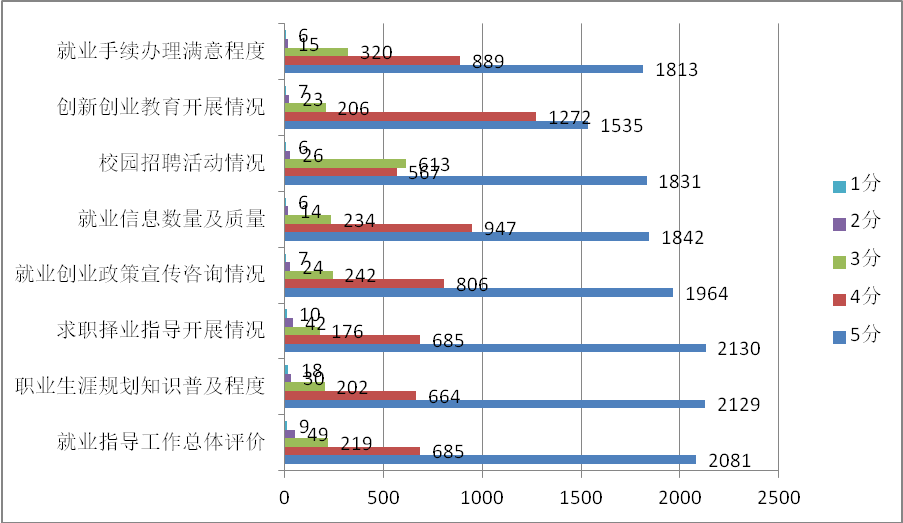 就业手续办理满意程度
6
15
320
889
1813
创新创业教育开展情况
7
23
206
1272
1535
校园招聘活动情况
6
26
613
567
1831
就业信息数量及质量
6
14
234
947
1842
就业创业政策宣传咨询情况
7
24
242
806
1964
求职择业指导开展情况
10
42
176
685
2130
职业生涯规划知识普及程度
18
30
202
664
2129
就业指导工作总体评价
9
49
219
685
2081
0 500 1000 1500 2000 2500
1分
2分
3分
4分
5分